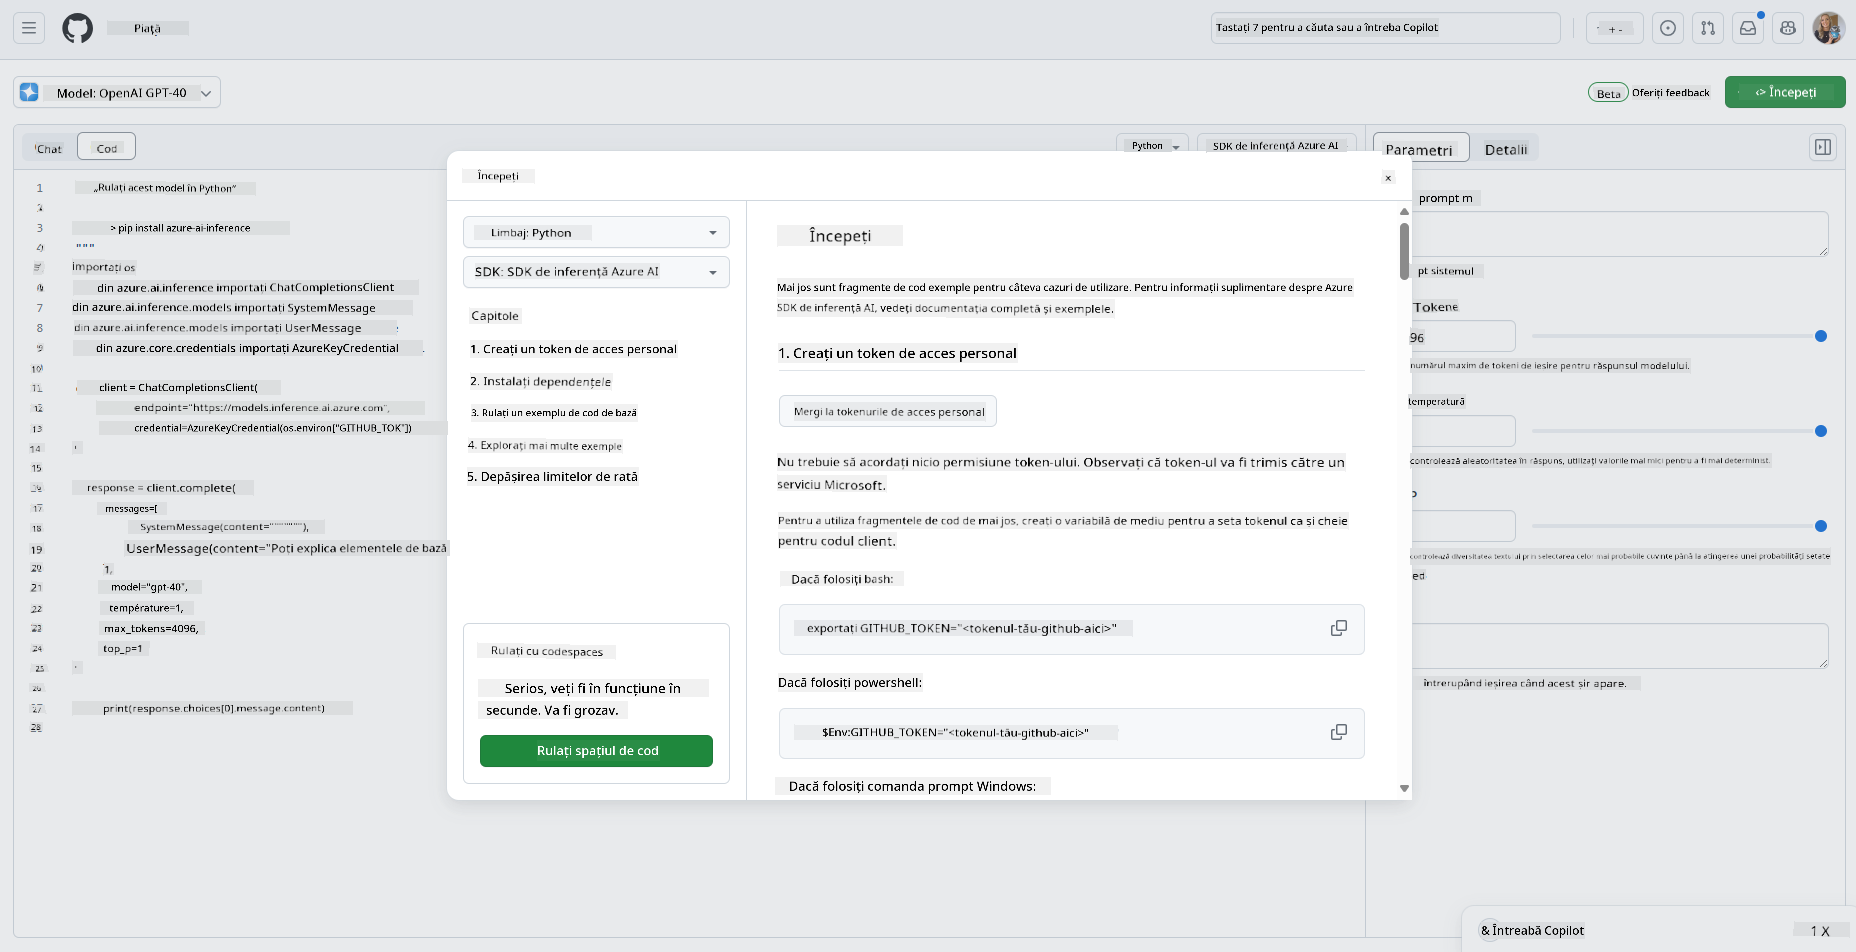 Piață
Tastați 7 pentru a căuta sau a întreba Copilot
+ -
Model: OpenAI GPT-40
Beta
Oferiți feedback
<> Începeți
Chat
Cod
Python
SDK de inferență Azure AI
Parametri
Detalii
1 „Rulați acest model în Python”
2
3 > pip install azure-ai-inference
4 """
importați os
din azure.ai.inference importați ChatCompletionsClient
7 din azure.ai.inference.models importați SystemMessage
8 din azure.ai.inference.models importați UserMessage
9 din azure.core.credentials importați AzureKeyCredential
10
11 client = ChatCompletionsClient(
12 endpoint="https://models.inference.ai.azure.com",
13 credential=AzureKeyCredential(os.environ["GITHUB_TOK"])
14
15
16 response = client.complete(
17 messages=[
18 SystemMessage(content=""""""),
19 UserMessage(content="Poți explica elementele de bază
20 1,
21 model="gpt-40",
22 température=1,
23 max_tokens=4096,
24 top_p=1
25
26
27 print(response.choices[0].message.content)
28
Începeți
x
Limbaj: Python
SDK: SDK de inferență Azure AI
Capitole
1. Creați un token de acces personal
2. Instalați dependențele
3. Rulați un exemplu de cod de bază
4. Explorați mai multe exemple
5. Depășirea limitelor de rată
Rulați cu codespaces
Serios, veți fi în funcțiune în
secunde. Va fi grozav.
Rulați spațiul de cod
Începeți
Mai jos sunt fragmente de cod exemple pentru câteva cazuri de utilizare. Pentru informații suplimentare despre Azure
SDK de inferență AI, vedeți documentația completă și exemplele.
1. Creați un token de acces personal
Mergi la tokenurile de acces personal
Nu trebuie să acordați nicio permisiune token-ului. Observați că token-ul va fi trimis către un
serviciu Microsoft.
Pentru a utiliza fragmentele de cod de mai jos, creați o variabilă de mediu pentru a seta tokenul ca și cheie
pentru codul client.
Dacă folosiți bash:
exportați GITHUB_TOKEN="<tokenul-tău-github-aici>"
Dacă folosiți powershell:
$Env:GITHUB_TOKEN="<tokenul-tău-github-aici>"
Dacă folosiți comanda prompt Windows:
prompt m
pt sistemul
Tokene
96
numărul maxim de tokeni de ieșire pentru răspunsul modelului.
temperatură
controlează aleatoritatea în răspuns, utilizați valorile mai mici pentru a fi mai determinist.
controlează diversitatea textului prin selectarea celor mai probabile cuvinte până la atingerea unei probabilități setate
ed
întrerupând ieșirea când acest șir apare.
& Întreabă Copilot
1 X